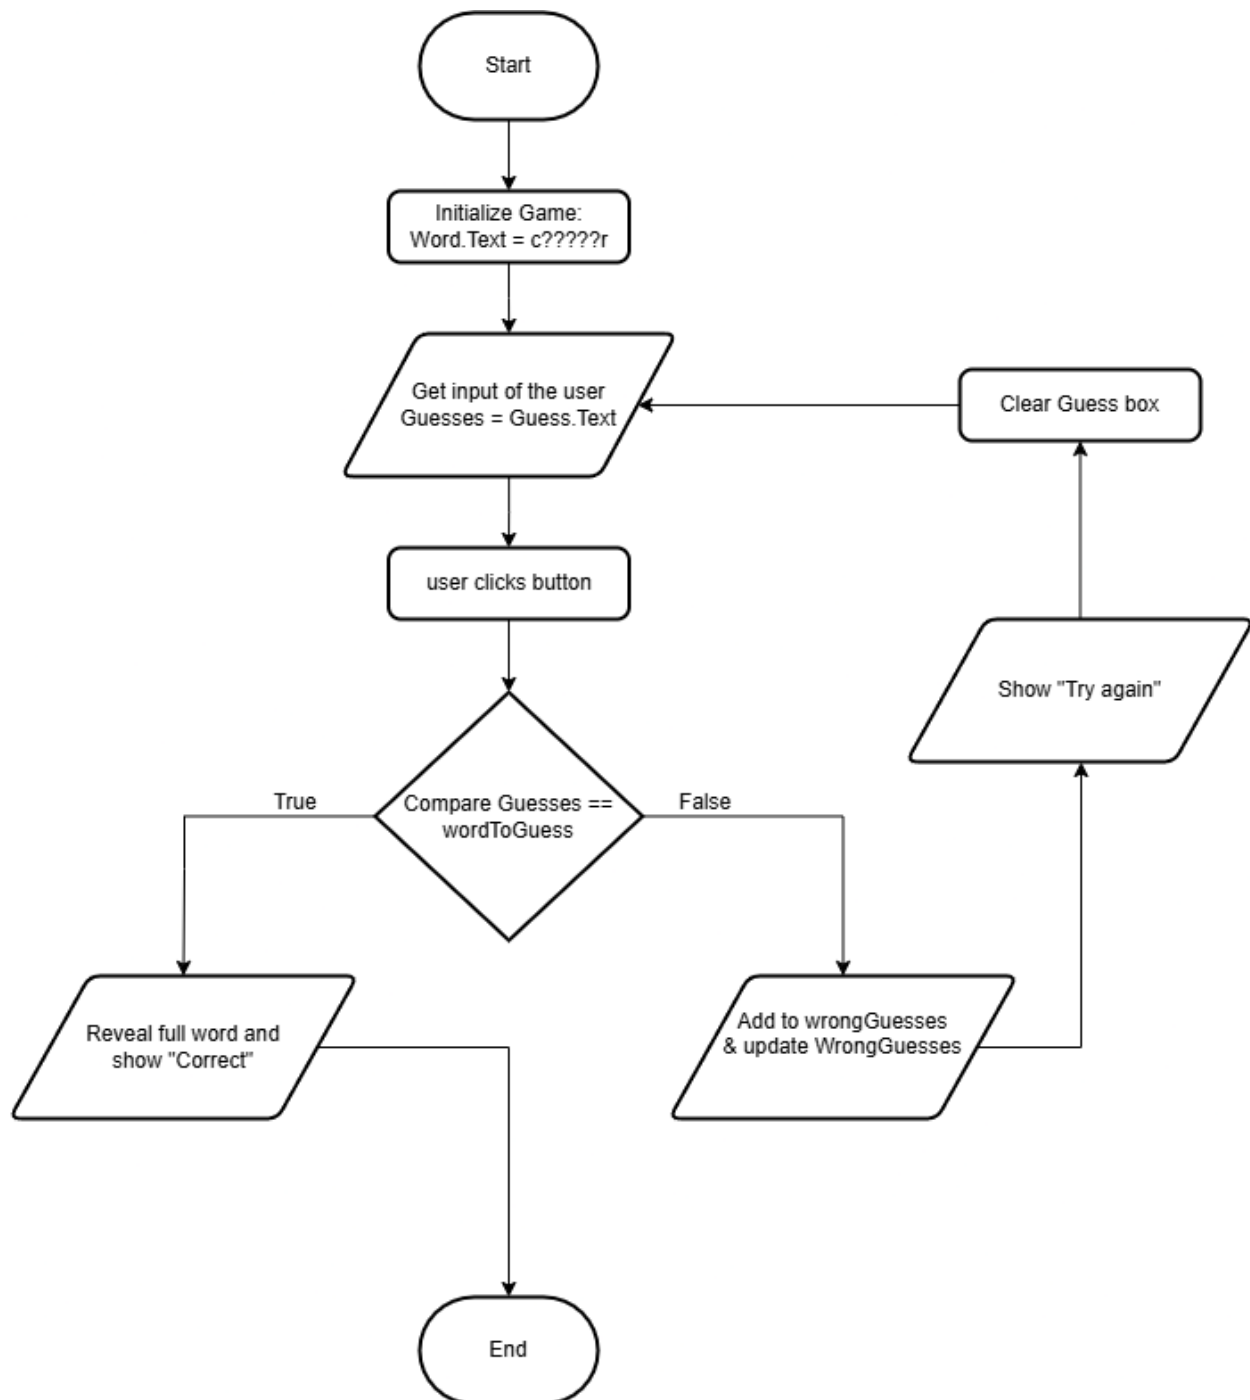 Start
Initialize Game:
Word.Text = c?????r
Get input of the user
Guesses = Guess.Text
Clear Guess box
user clicks button
Show "Try again"
True
Compare Guesses ==
wordToGuess
False
Reveal full word and
show "Correct"
Add to wrongGuesses
& update WrongGuesses
End